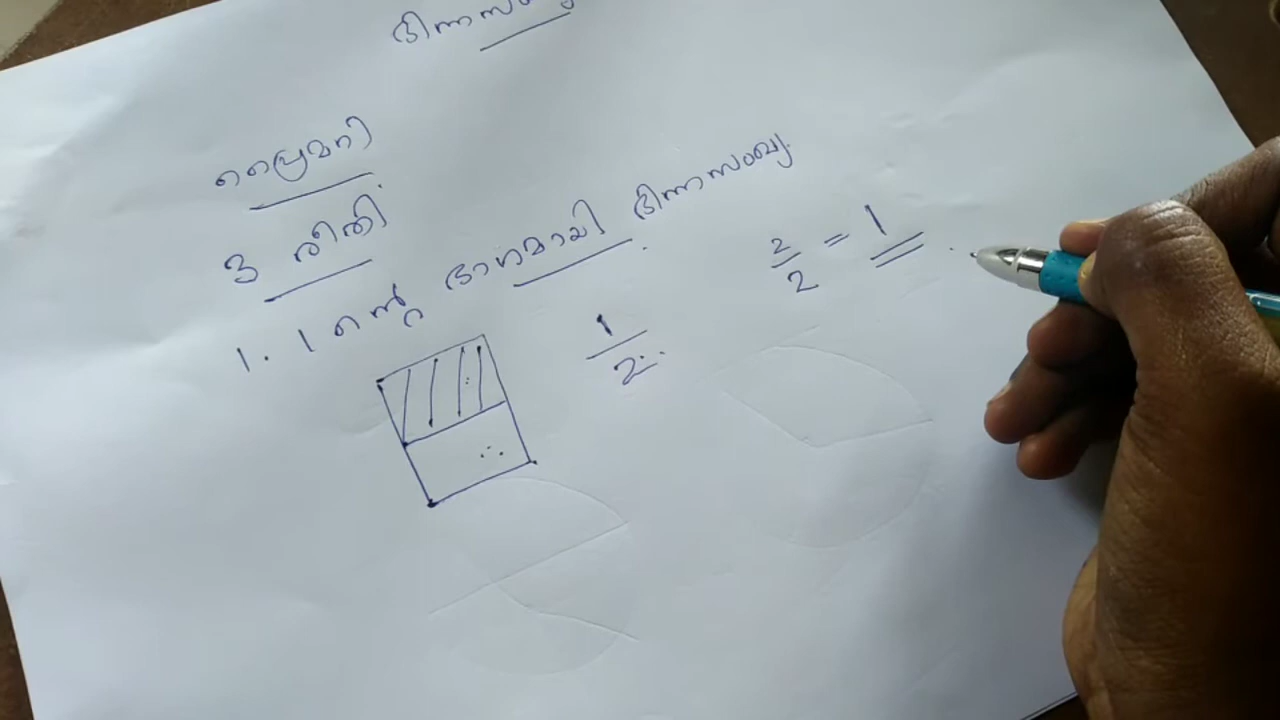 ഭിന്നസംഖ്യ
പ്രൈമറി
3 രീതി
1. 1 ന്റെ ഭാഗമായി ഭിന്നസംഖ്യ.
1/2
2/2 = 1